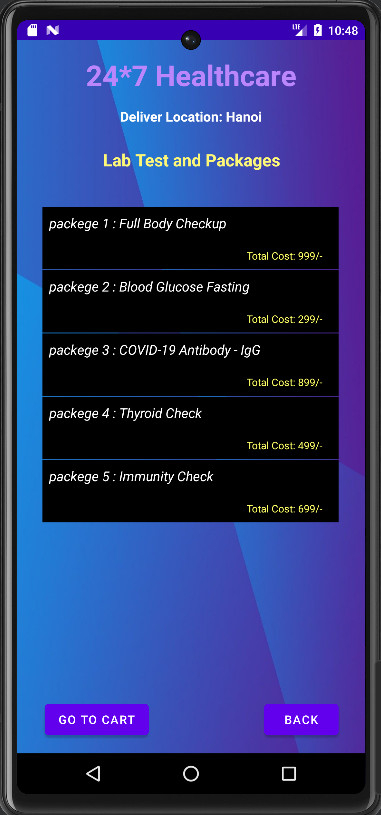 LTE 10:48
24*7 Healthcare
Deliver Location: Hanoi
Lab Test and Packages
packege 1 : Full Body Checkup
Total Cost: 999/-
packege 2 : Blood Glucose Fasting
Total Cost: 299/-
packege 3 : COVID-19 Antibody - IgG
Total Cost: 899/-
packege 4 : Thyroid Check
Total Cost: 499/-
packege 5 : Immunity Check
Total Cost: 699/-
GO TO CART
BACK